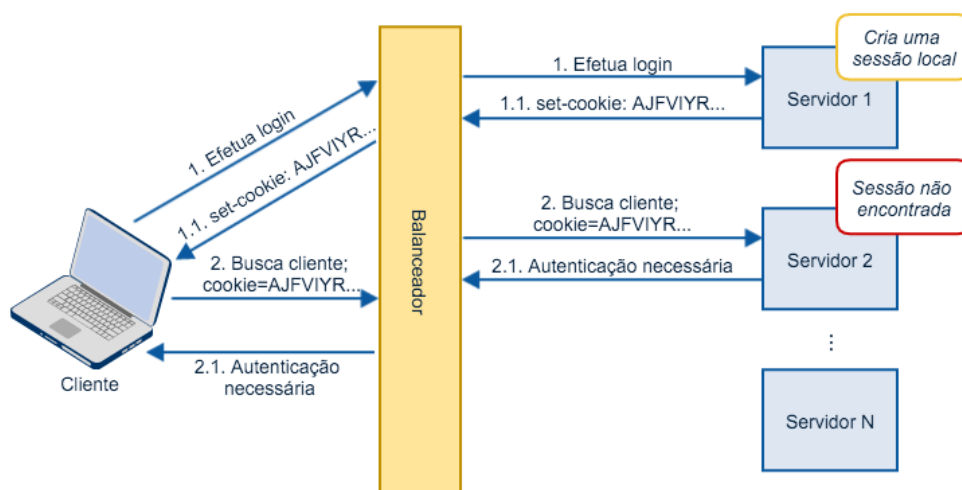 Cria uma
sessão local
1. Efetua login
Servidor 1
1.1. set-cookie: AJFVIYR...
1. Efetua login
1.1. set-cookie: AJFVIYR...
Balanceador
Sessão não
encontrada
2. Busca cliente;
cookie=AJFVIYR...
Servidor 2
2.1. Autenticação necessária
2. Busca cliente;
cookie=AJFVIYR...
2.1. Autenticação
necessária
Cliente
...
Servidor N